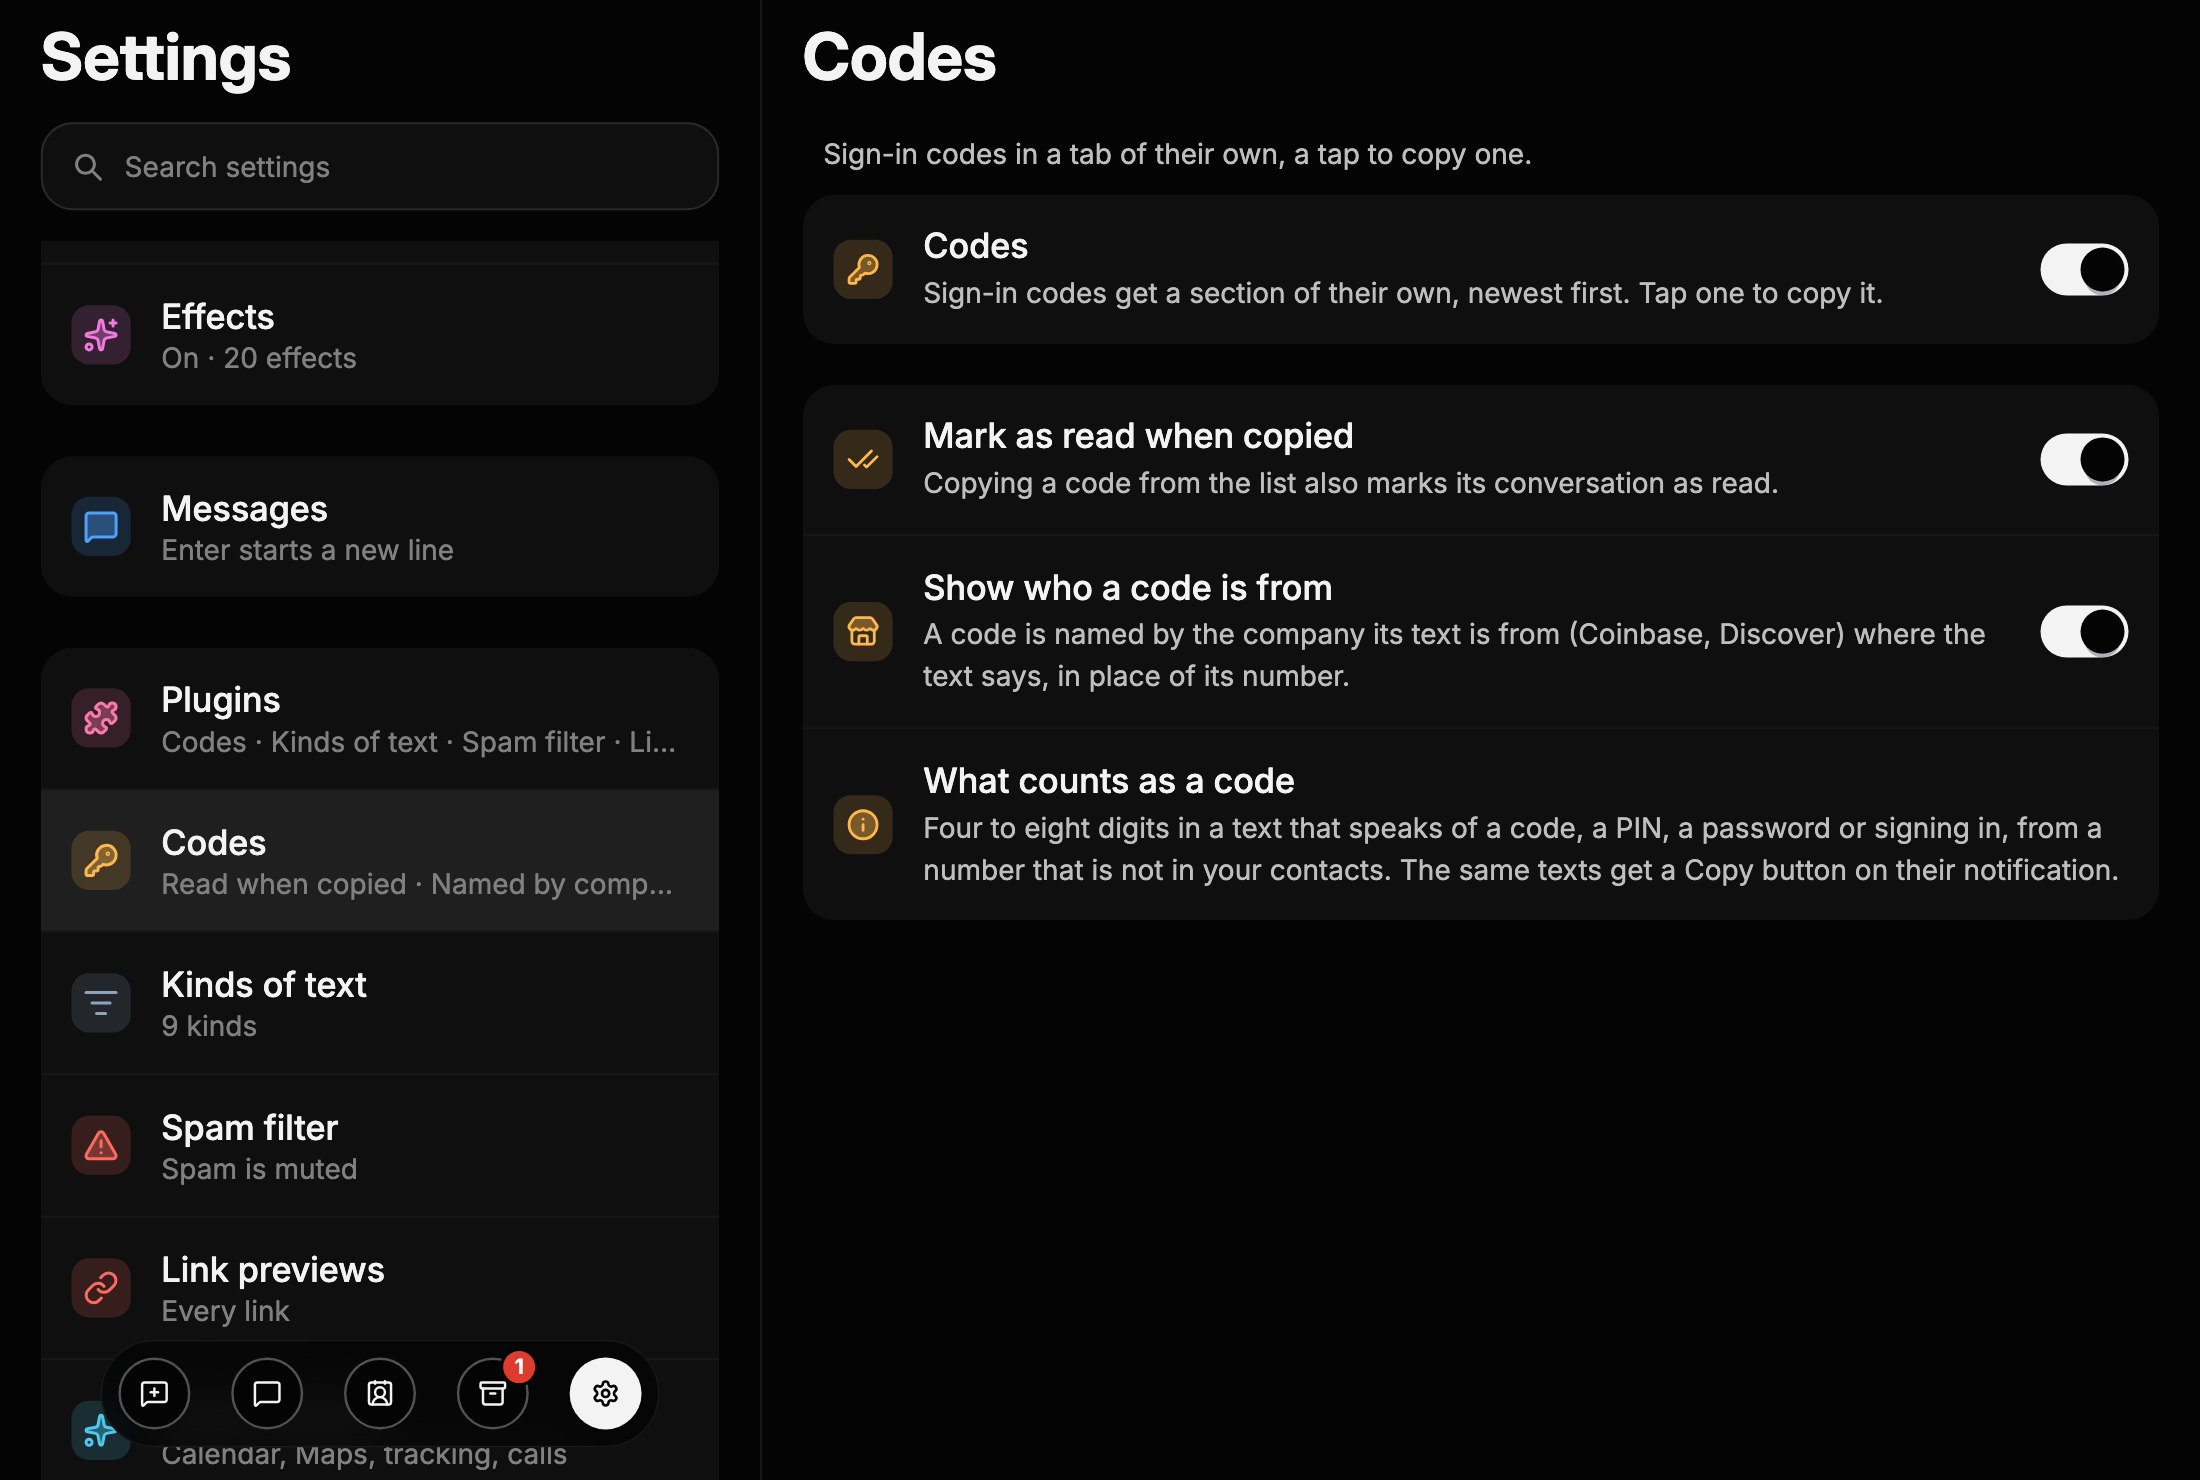 Settings
Search settings
Effects
On · 20 effects
Messages
Enter starts a new line
Plugins
Codes · Kinds of text · Spam filter · Li...
Codes
Read when copied · Named by comp...
Kinds of text
9 kinds
Spam filter
Spam is muted
Link previews
Every link
1
Calendar, Maps, tracking, calls
Codes
Sign-in codes in a tab of their own, a tap to copy one.
Codes
Sign-in codes get a section of their own, newest first. Tap one to copy it.
Mark as read when copied
Copying a code from the list also marks its conversation as read.
Show who a code is from
A code is named by the company its text is from (Coinbase, Discover) where the
text says, in place of its number.
What counts as a code
Four to eight digits in a text that speaks of a code, a PIN, a password or signing in, from a
number that is not in your contacts. The same texts get a Copy button on their notification.